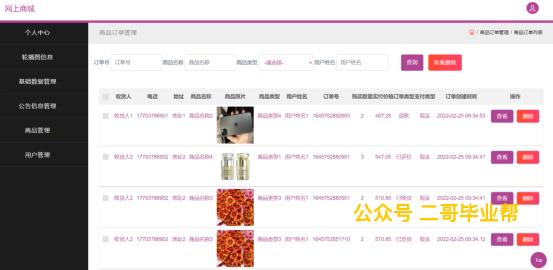 网上商城
个人中心
轮播图信息
基础数据管理
公告信息管理
商品管理
用户管理
商品订单管理
/ 商品订单管理 / 商品订单列表
订单号 订单号 商品名称 商品名称 商品类型 -请选择- 用户姓名 用户姓名 查询 批量删除
收货人 电话 地址 商品名称 商品照片 商品类型 用户姓名 订单号 购买数量 实付价格 订单类型 支付类型 订单创建时间 操作
收货人1 17703786901 地址1 商品名称2 商品类型4 用户姓名1 1645752892893 2 487.28 退款 现金 2022-02-25 09:34:53 查看 删除
收货人2 17703786902 地址2 商品名称4 商品类型1 用户姓名1 1645752880951 3 547.05 已评价 现金 2022-02-25 09:34:41 查看 删除
收货人2 17703786902 地址2 商品名称3 商品类型3 用户姓名1 1645752880951 2 510.85 已收货 现金 2022-02-25 09:34:41 查看 删除
公众号 二哥毕业帮
收货人2 17703786902 地址2 商品名称3 商品类型3 用户姓名1 1645752851710 2 510.85 已发货 现金 2022-02-25 09:34:12 查看 删除
Top